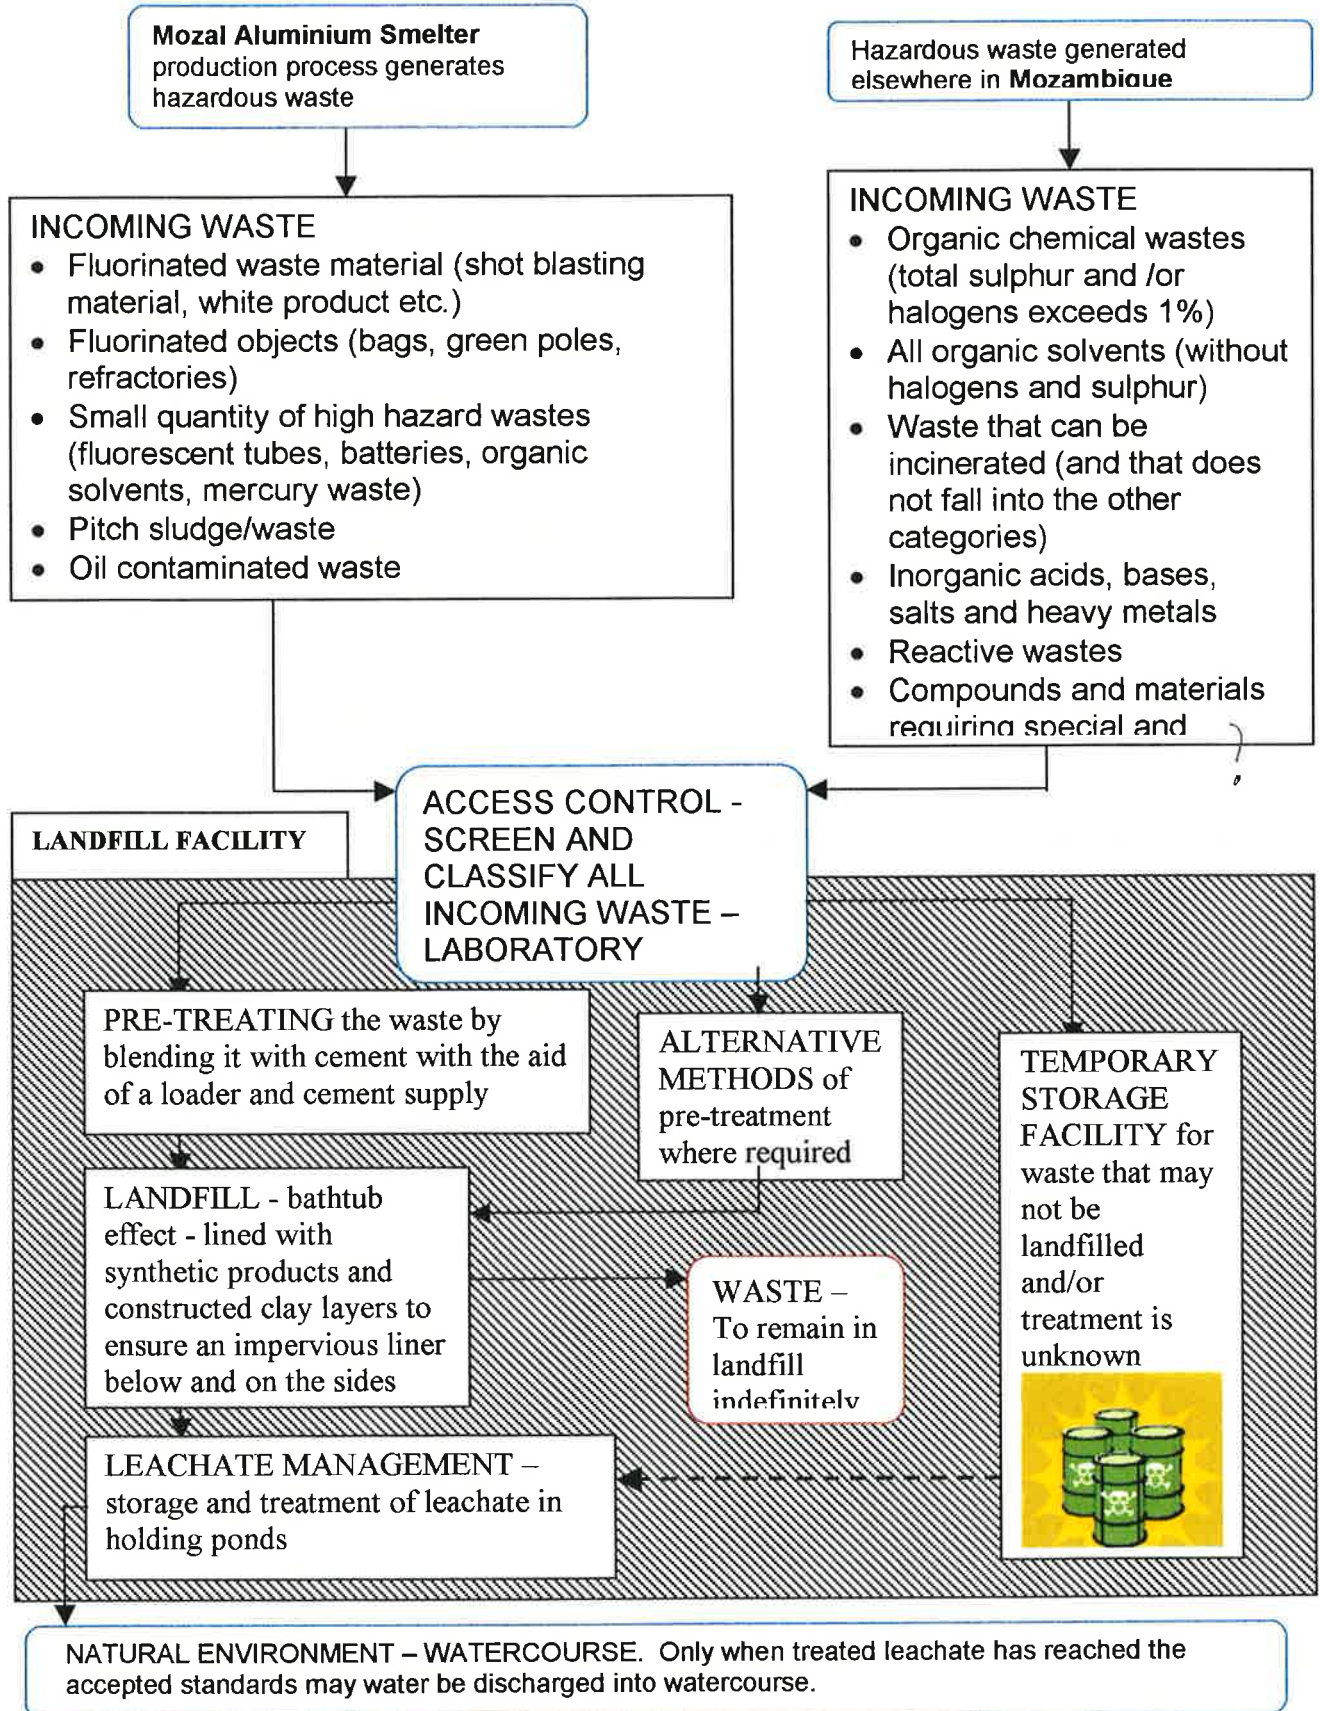 Mozal Aluminium Smelter
production process generates
hazardous waste
Hazardous waste generated
elsewhere in Mozambique
INCOMING WASTE
• Fluorinated waste material (shot blasting
material, white product etc.)
• Fluorinated objects (bags, green poles,
refractories)
• Small quantity of high hazard wastes
(fluorescent tubes, batteries, organic
solvents, mercury waste)
• Pitch sludge/waste
• Oil contaminated waste
INCOMING WASTE
• Organic chemical wastes
(total sulphur and /or
halogens exceeds 1%)
• All organic solvents (without
halogens and sulphur)
• Waste that can be
incinerated (and that does
not fall into the other
categories)
• Inorganic acids, bases,
salts and heavy metals
• Reactive wastes
• Compounds and materials
requiring special and
ACCESS CONTROL -
SCREEN AND
CLASSIFY ALL
INCOMING WASTE –
LABORATORY
LANDFILL FACILITY
PRE-TREATING the waste by
blending it with cement with the aid
of a loader and cement supply
ALTERNATIVE
METHODS of
pre-treatment
where required
TEMPORARY
STORAGE
FACILITY for
waste that may
not be
landfilled
and/or
treatment is
unknown
LANDFILL - bathtub
effect - lined with
synthetic products and
constructed clay layers to
ensure an impervious liner
below and on the sides
WASTE –
To remain in
landfill
indefinitely
LEACHATE MANAGEMENT –
storage and treatment of leachate in
holding ponds
NATURAL ENVIRONMENT – WATERCOURSE. Only when treated leachate has reached the
accepted standards may water be discharged into watercourse.